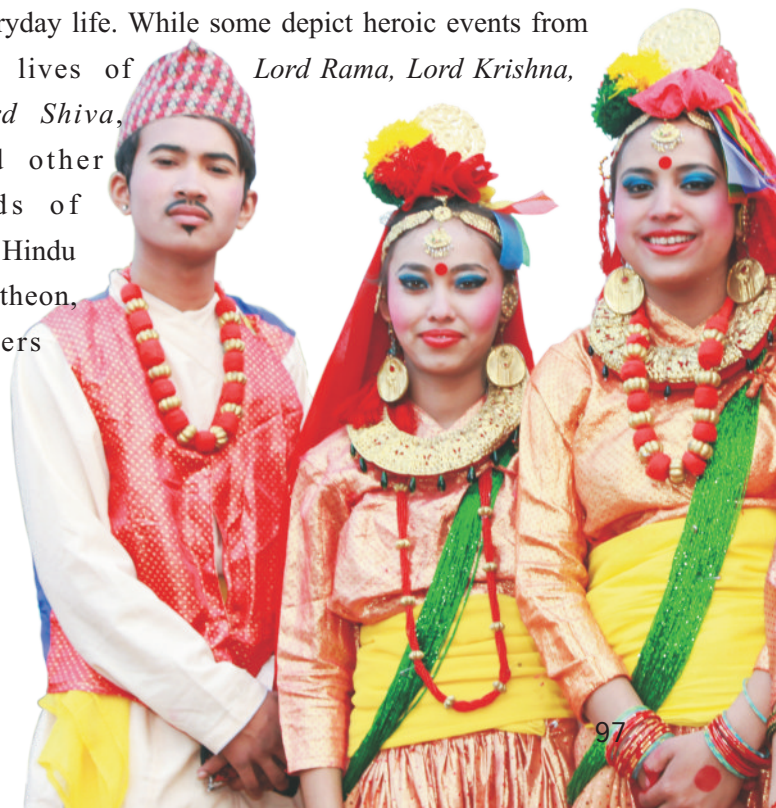 ryday life. While some depict heroic events from
lives of Lord Rama, Lord Krishna,
rd Shiva,
d other
ds of
Hindu
theon,
ers
97